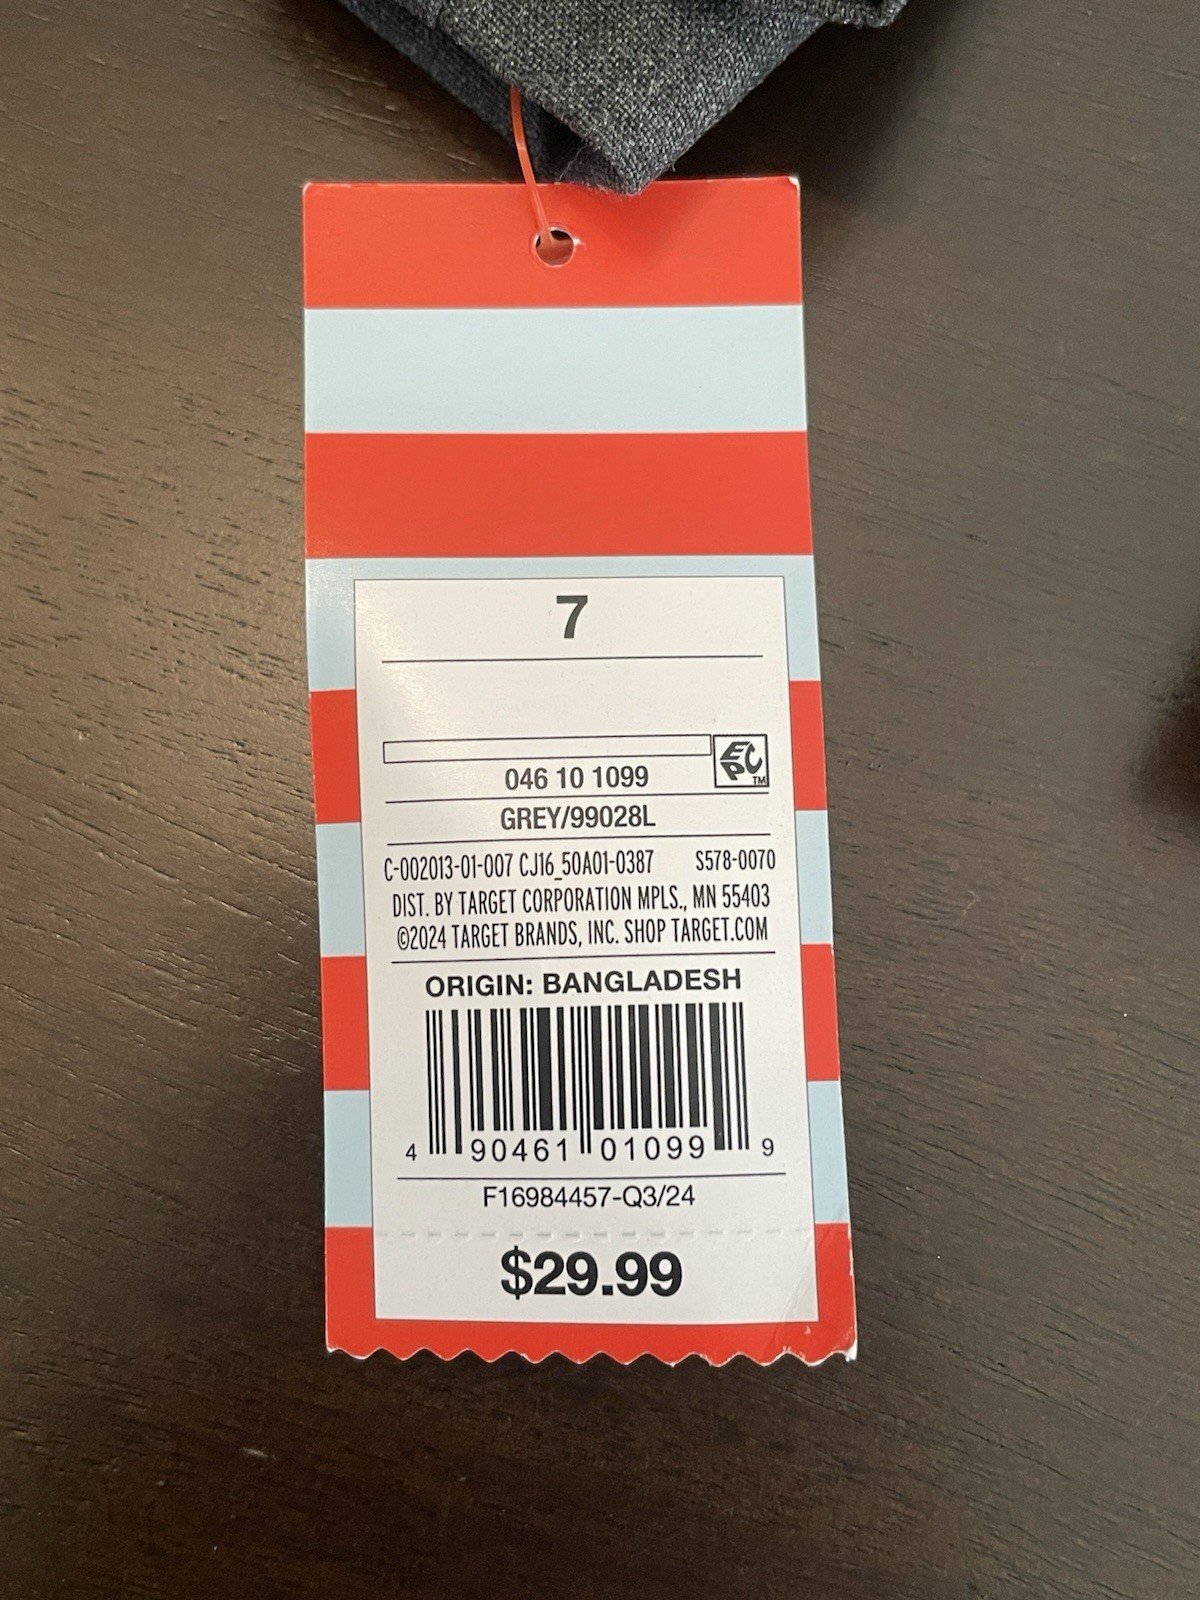 7
EPC TM
046 10 1099
GREY/99028L
C-002013-01-007 CJ16_50A01-0387 S578-0070
DIST. BY TARGET CORPORATION MPLS., MN 55403
©2024 TARGET BRANDS, INC. SHOP TARGET.COM
ORIGIN: BANGLADESH
4 90461 01099 9
F16984457-Q3/24
$29.99